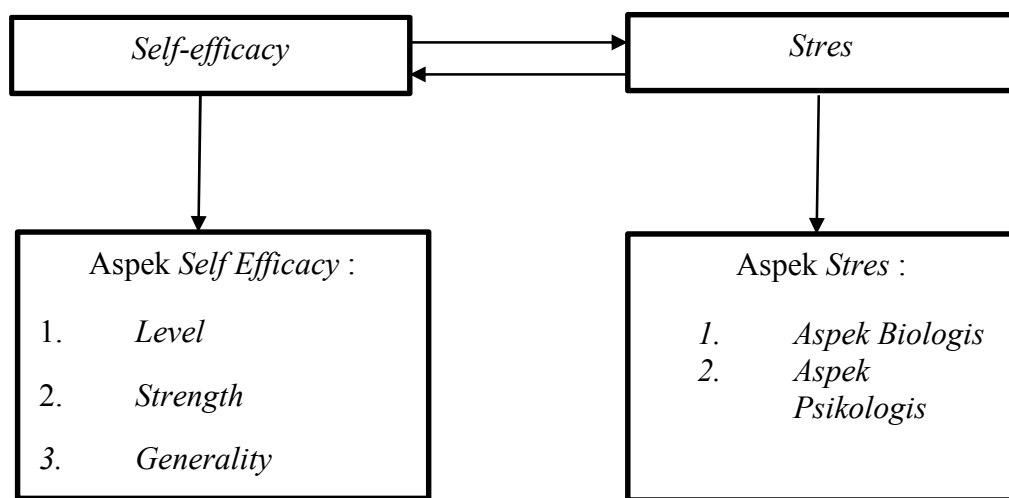 Self-efficacy
Stres
Aspek Self Efficacy :
1. Level
2. Strength
3. Generality
Aspek Stres :
1. Aspek Biologis
2. Aspek
Psikologis